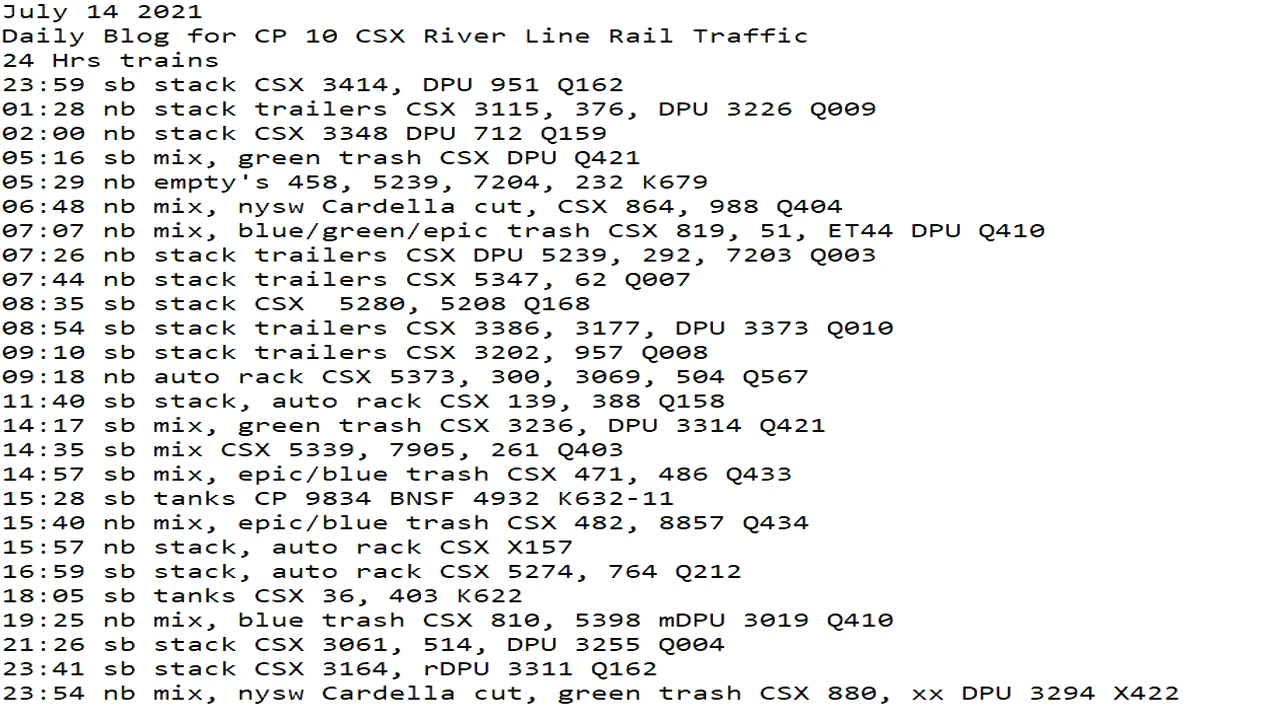 July 14 2021
Daily Blog for CP 10 CSX River Line Rail Traffic
24 Hrs trains
23:59 sb stack CSX 3414, DPU 951 Q162
01:28 nb stack trailers CSX 3115, 376, DPU 3226 Q009
02:00 nb stack CSX 3348 DPU 712 Q159
05:16 sb mix, green trash CSX DPU Q421
05:29 nb empty's 458, 5239, 7204, 232 K679
06:48 nb mix, nysw Cardella cut, CSX 864, 988 Q404
07:07 nb mix, blue/green/epic trash CSX 819, 51, ET44 DPU Q410
07:26 nb stack trailers CSX DPU 5239, 292, 7203 Q003
07:44 nb stack trailers CSX 5347, 62 Q007
08:35 sb stack CSX  5280, 5208 Q168
08:54 sb stack trailers CSX 3386, 3177, DPU 3373 Q010
09:10 sb stack trailers CSX 3202, 957 Q008
09:18 nb auto rack CSX 5373, 300, 3069, 504 Q567
11:40 sb stack, auto rack CSX 139, 388 Q158
14:17 sb mix, green trash CSX 3236, DPU 3314 Q421
14:35 sb mix CSX 5339, 7905, 261 Q403
14:57 sb mix, epic/blue trash CSX 471, 486 Q433
15:28 sb tanks CP 9834 BNSF 4932 K632-11
15:40 nb mix, epic/blue trash CSX 482, 8857 Q434
15:57 nb stack, auto rack CSX X157
16:59 sb stack, auto rack CSX 5274, 764 Q212
18:05 sb tanks CSX 36, 403 K622
19:25 nb mix, blue trash CSX 810, 5398 mDPU 3019 Q410
21:26 sb stack CSX 3061, 514, DPU 3255 Q004
23:41 sb stack CSX 3164, rDPU 3311 Q162
23:54 nb mix, nysw Cardella cut, green trash CSX 880, xx DPU 3294 X422